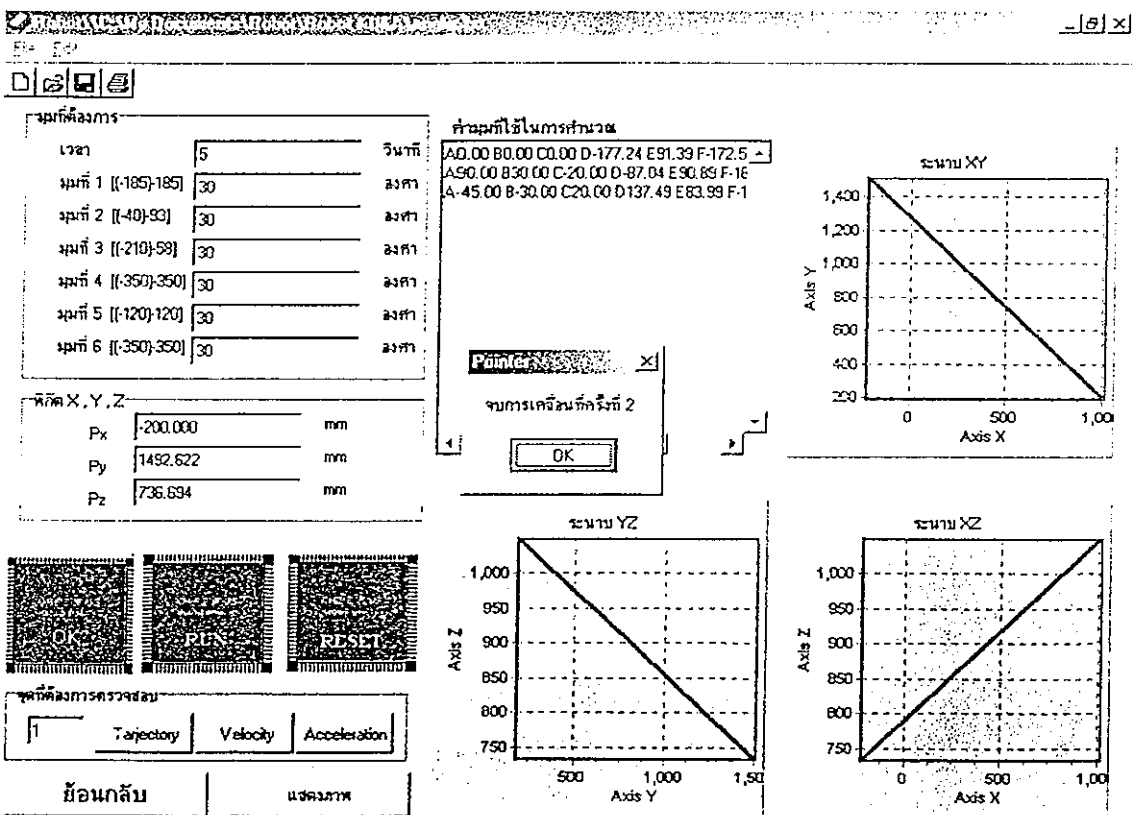 File Edit
มุมที่ต้องการ
เวลา 5 วินาที
มุมที่ 1 [(-185)-185] 30 องศา
มุมที่ 2 [(-40)-93] 30 องศา
มุมที่ 3 [(-210)-58] 30 องศา
มุมที่ 4 [(-350)-350] 30 องศา
มุมที่ 5 [(-120)-120] 30 องศา
มุมที่ 6 [(-350)-350] 30 องศา
ค่ามุมที่ใช้ในการคำนวณ
A0.00 B0.00 C0.00 D-177.24 E91.39 F-172.5
A90.00 B30.00 C-20.00 D-87.04 E90.89 F-16
A-45.00 B-30.00 C20.00 D137.49 E83.99 F-1
Pointer
จบการเคลื่อนที่ครั้งที่ 2
OK
พิกัด X , Y , Z
Px -200.000 mm
Py 1492.622 mm
Pz 736.694 mm
OK
RUN
RESET
จุดที่ต้องการตรวจสอบ
1 Tarjectory Velocity Acceleration
ย้อนกลับ แสดงภาพ
ระนาบ XY
Axis Y
1,400
1,200
1,000
800
600
400
200
0 500 1,00
Axis X
ระนาบ YZ
Axis Z
1,000
950
900
850
800
750
500 1,000 1,50
Axis Y
ระนาบ XZ
Axis Z
1,000
950
900
850
800
750
0 500 1,00
Axis X